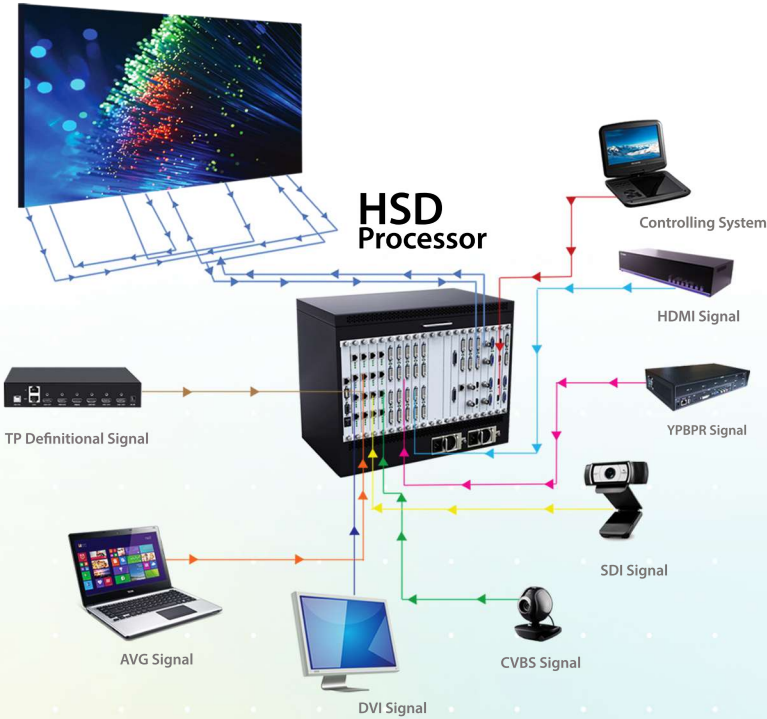 HSD
Processor
Controlling System
HDMI Signal
TP Definitional Signal
YPBPR Signal
SDI Signal
AVG Signal
CVBS Signal
DVI Signal